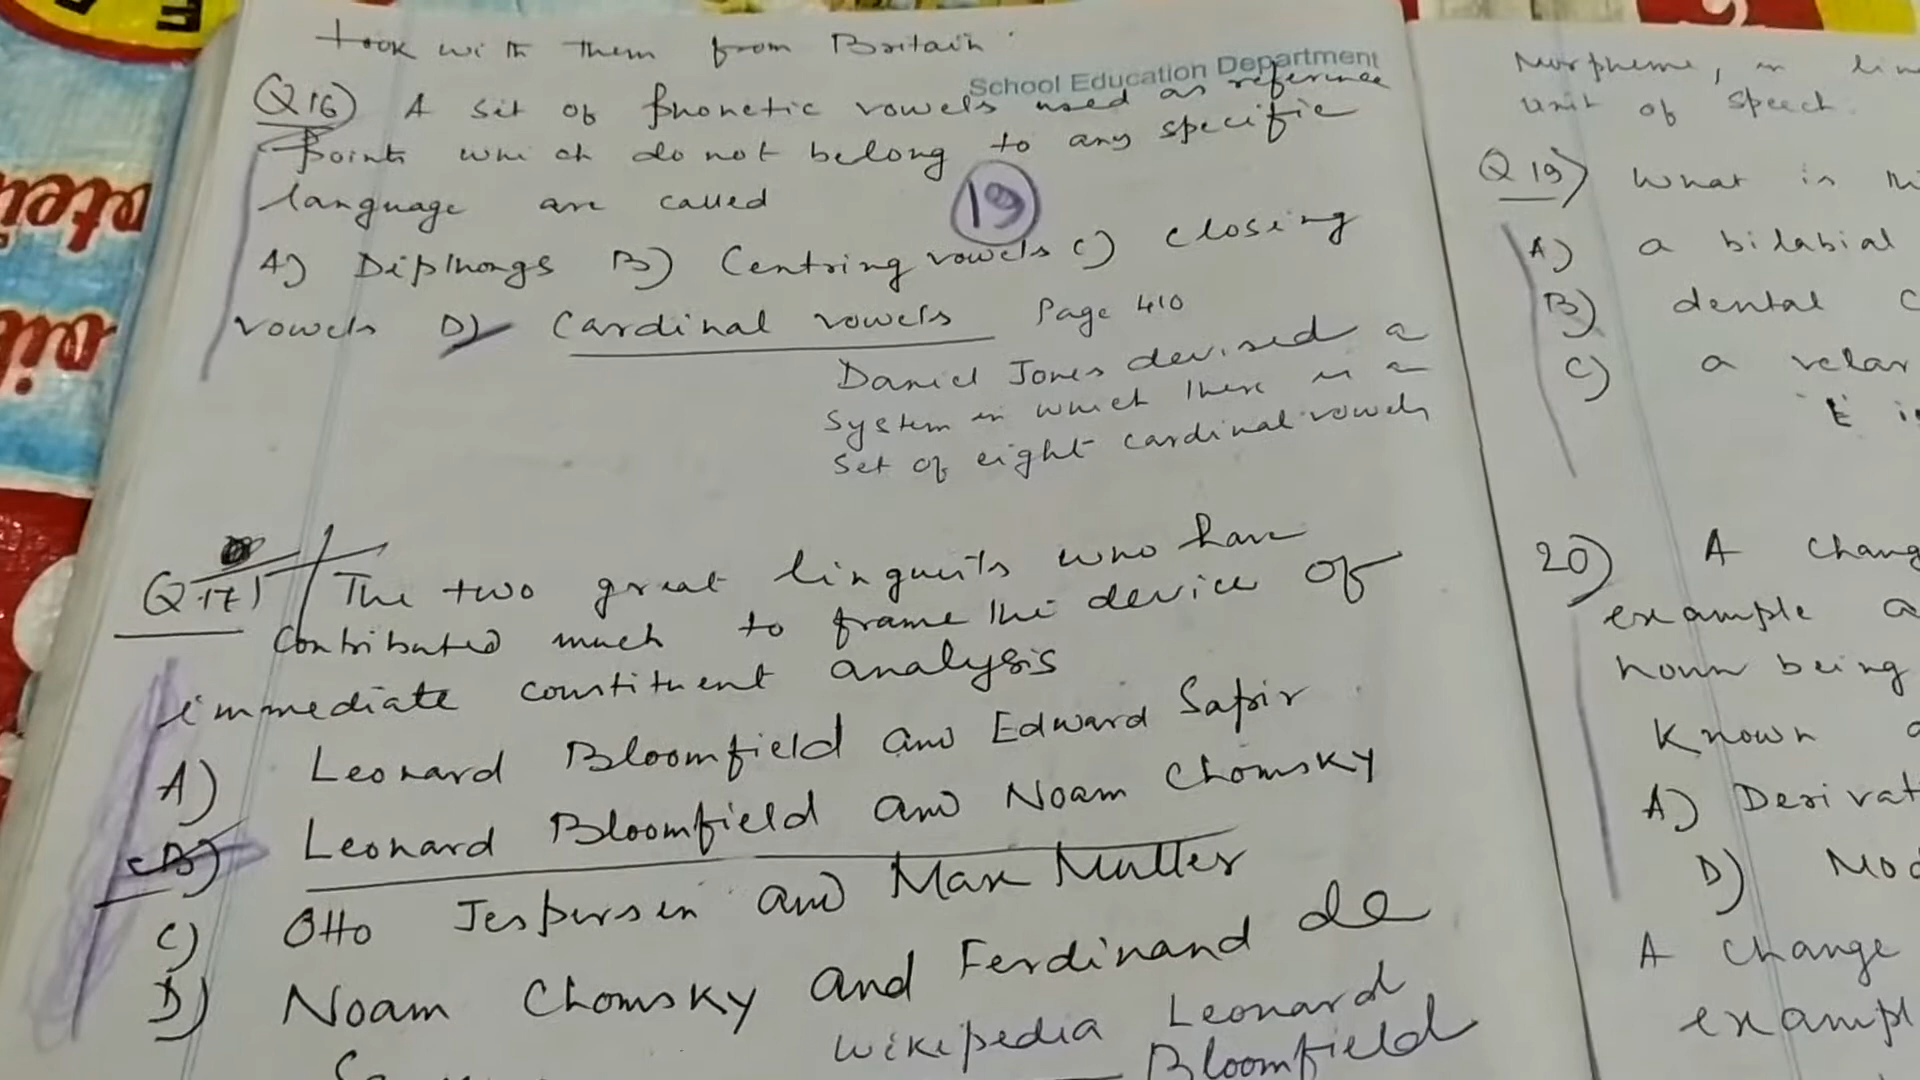 took with them from Britain.
School Education Department
Q16) A set of phonetic vowels used as reference
points which do not belong to any specific
language are called
19
A) Dipthongs B) Centring vowels C) closing
vowels D) Cardinal vowels Page 410
Daniel Jones devised a
system in which there is a
set of eight cardinal vowels
Q17) The two great linguists who have
contributed much to frame the device of
immediate constituent analysis
A) Leonard Bloomfield and Edward Sapir
B) Leonard Bloomfield and Noam Chomsky
C) Otto Jespersen and Max Muller
D) Noam Chomsky and Ferdinand de
Wikipedia Leonard
Bloomfield
Morpheme, in lin
unit of speech.
Q19) What is th
A) a bilabial
B) dental c
C) a velar
t is
20) A chang
example a
noun being
Known a
A) Derivat
D) Mod
A change
exampl